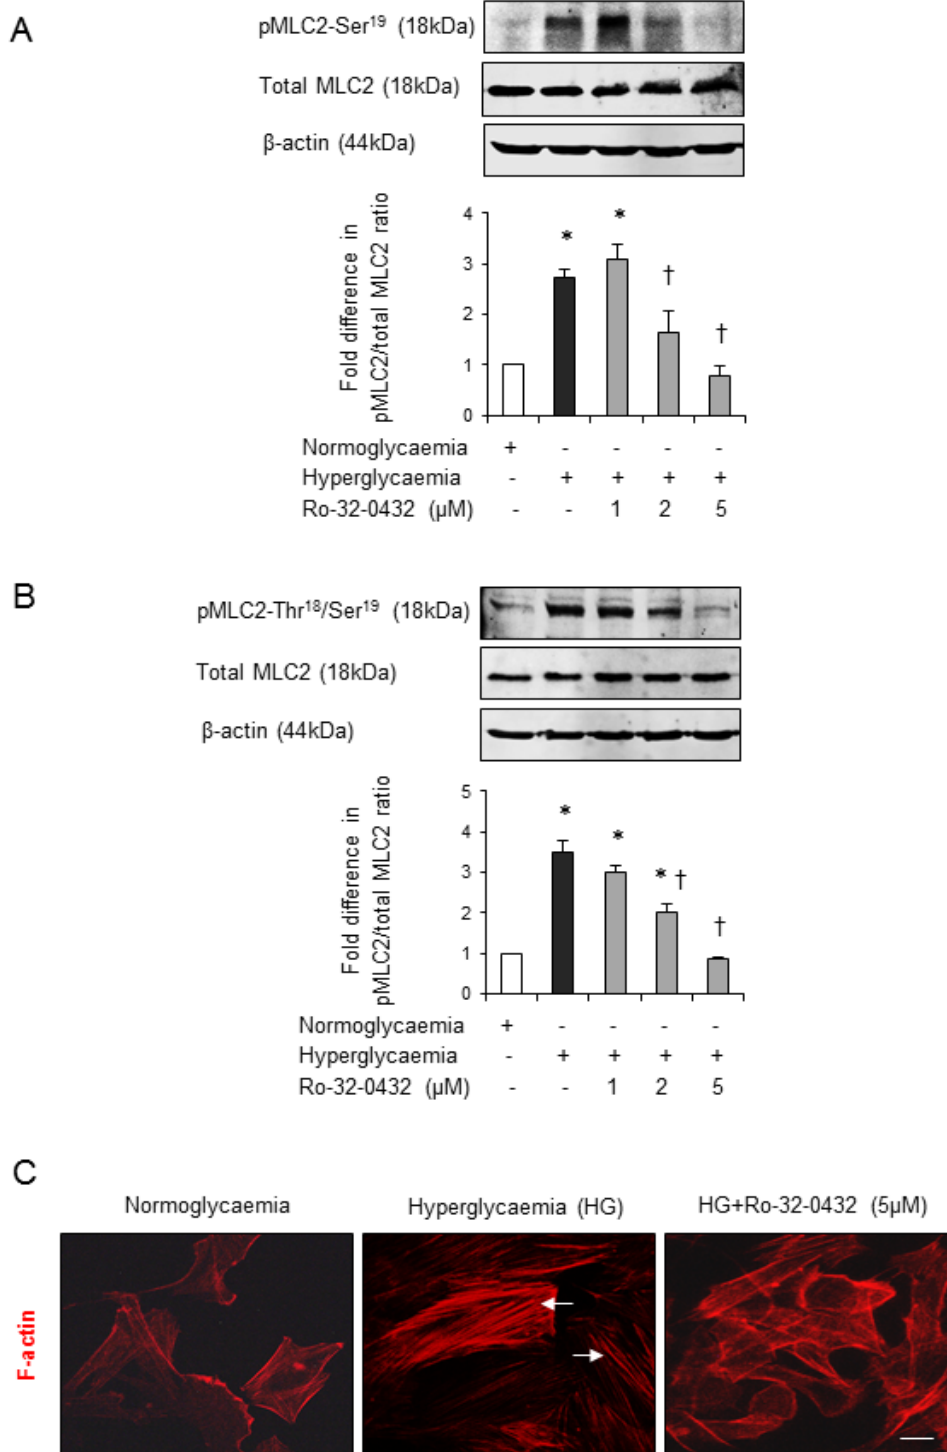 A
pMLC2-Ser¹⁹ (18kDa)
Total MLC2 (18kDa)
β-actin (44kDa)
Fold difference in
pMLC2/total MLC2 ratio
4
3
2
1
0
* * † †
Normoglycaemia + - - - -
Hyperglycaemia - + + + +
Ro-32-0432 (µM) - - 1 2 5
B
pMLC2-Thr¹⁸/Ser¹⁹ (18kDa)
Total MLC2 (18kDa)
β-actin (44kDa)
Fold difference in
pMLC2/total MLC2 ratio
5
4
3
2
1
0
* * * † †
Normoglycaemia + - - - -
Hyperglycaemia - + + + +
Ro-32-0432 (µM) - - 1 2 5
C
Normoglycaemia Hyperglycaemia (HG) HG+Ro-32-0432 (5µM)
F-actin